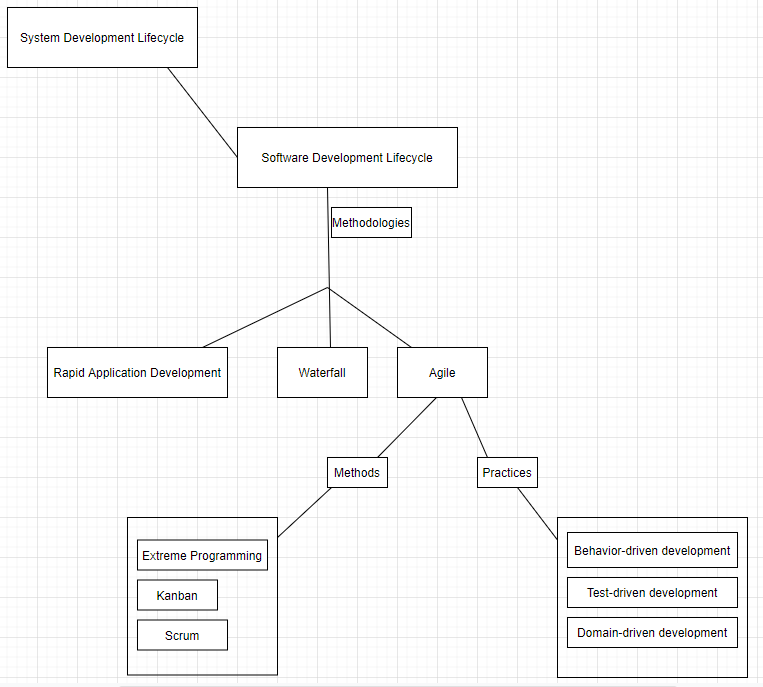 System Development Lifecycle
Software Development Lifecycle
Methodologies
Rapid Application Development
Waterfall
Agile
Methods
Practices
Extreme Programming
Kanban
Scrum
Behavior-driven development
Test-driven development
Domain-driven development